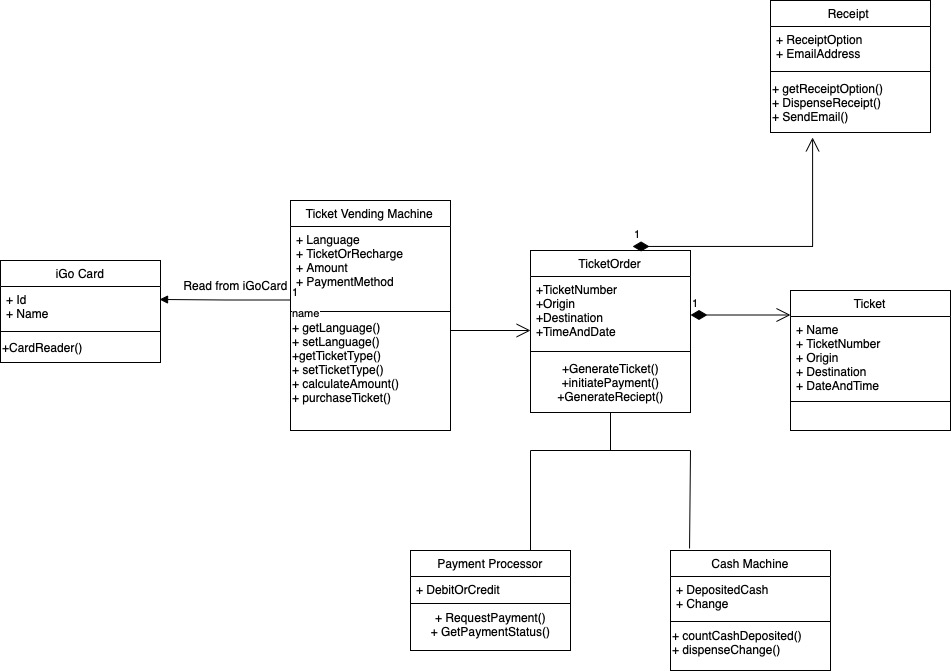 Receipt
+ ReceiptOption
+ EmailAddress
+ getReceiptOption()
+ DispenseReceipt()
+ SendEmail()
Ticket Vending Machine
+ Language
+ TicketOrRecharge
+ Amount
+ PaymentMethod
1
name
+ getLanguage()
+ setLanguage()
+getTicketType()
+ setTicketType()
+ calculateAmount()
+ purchaseTicket()
Read from iGoCard
iGo Card
+ Id
+ Name
+CardReader()
1
TicketOrder
+TicketNumber
+Origin
+Destination
+TimeAndDate
+GenerateTicket()
+initiatePayment()
+GenerateReciept()
1
Ticket
+ Name
+ TicketNumber
+ Origin
+ Destination
+ DateAndTime
Payment Processor
+ DebitOrCredit
+ RequestPayment()
+ GetPaymentStatus()
Cash Machine
+ DepositedCash
+ Change
+ countCashDeposited()
+ dispenseChange()